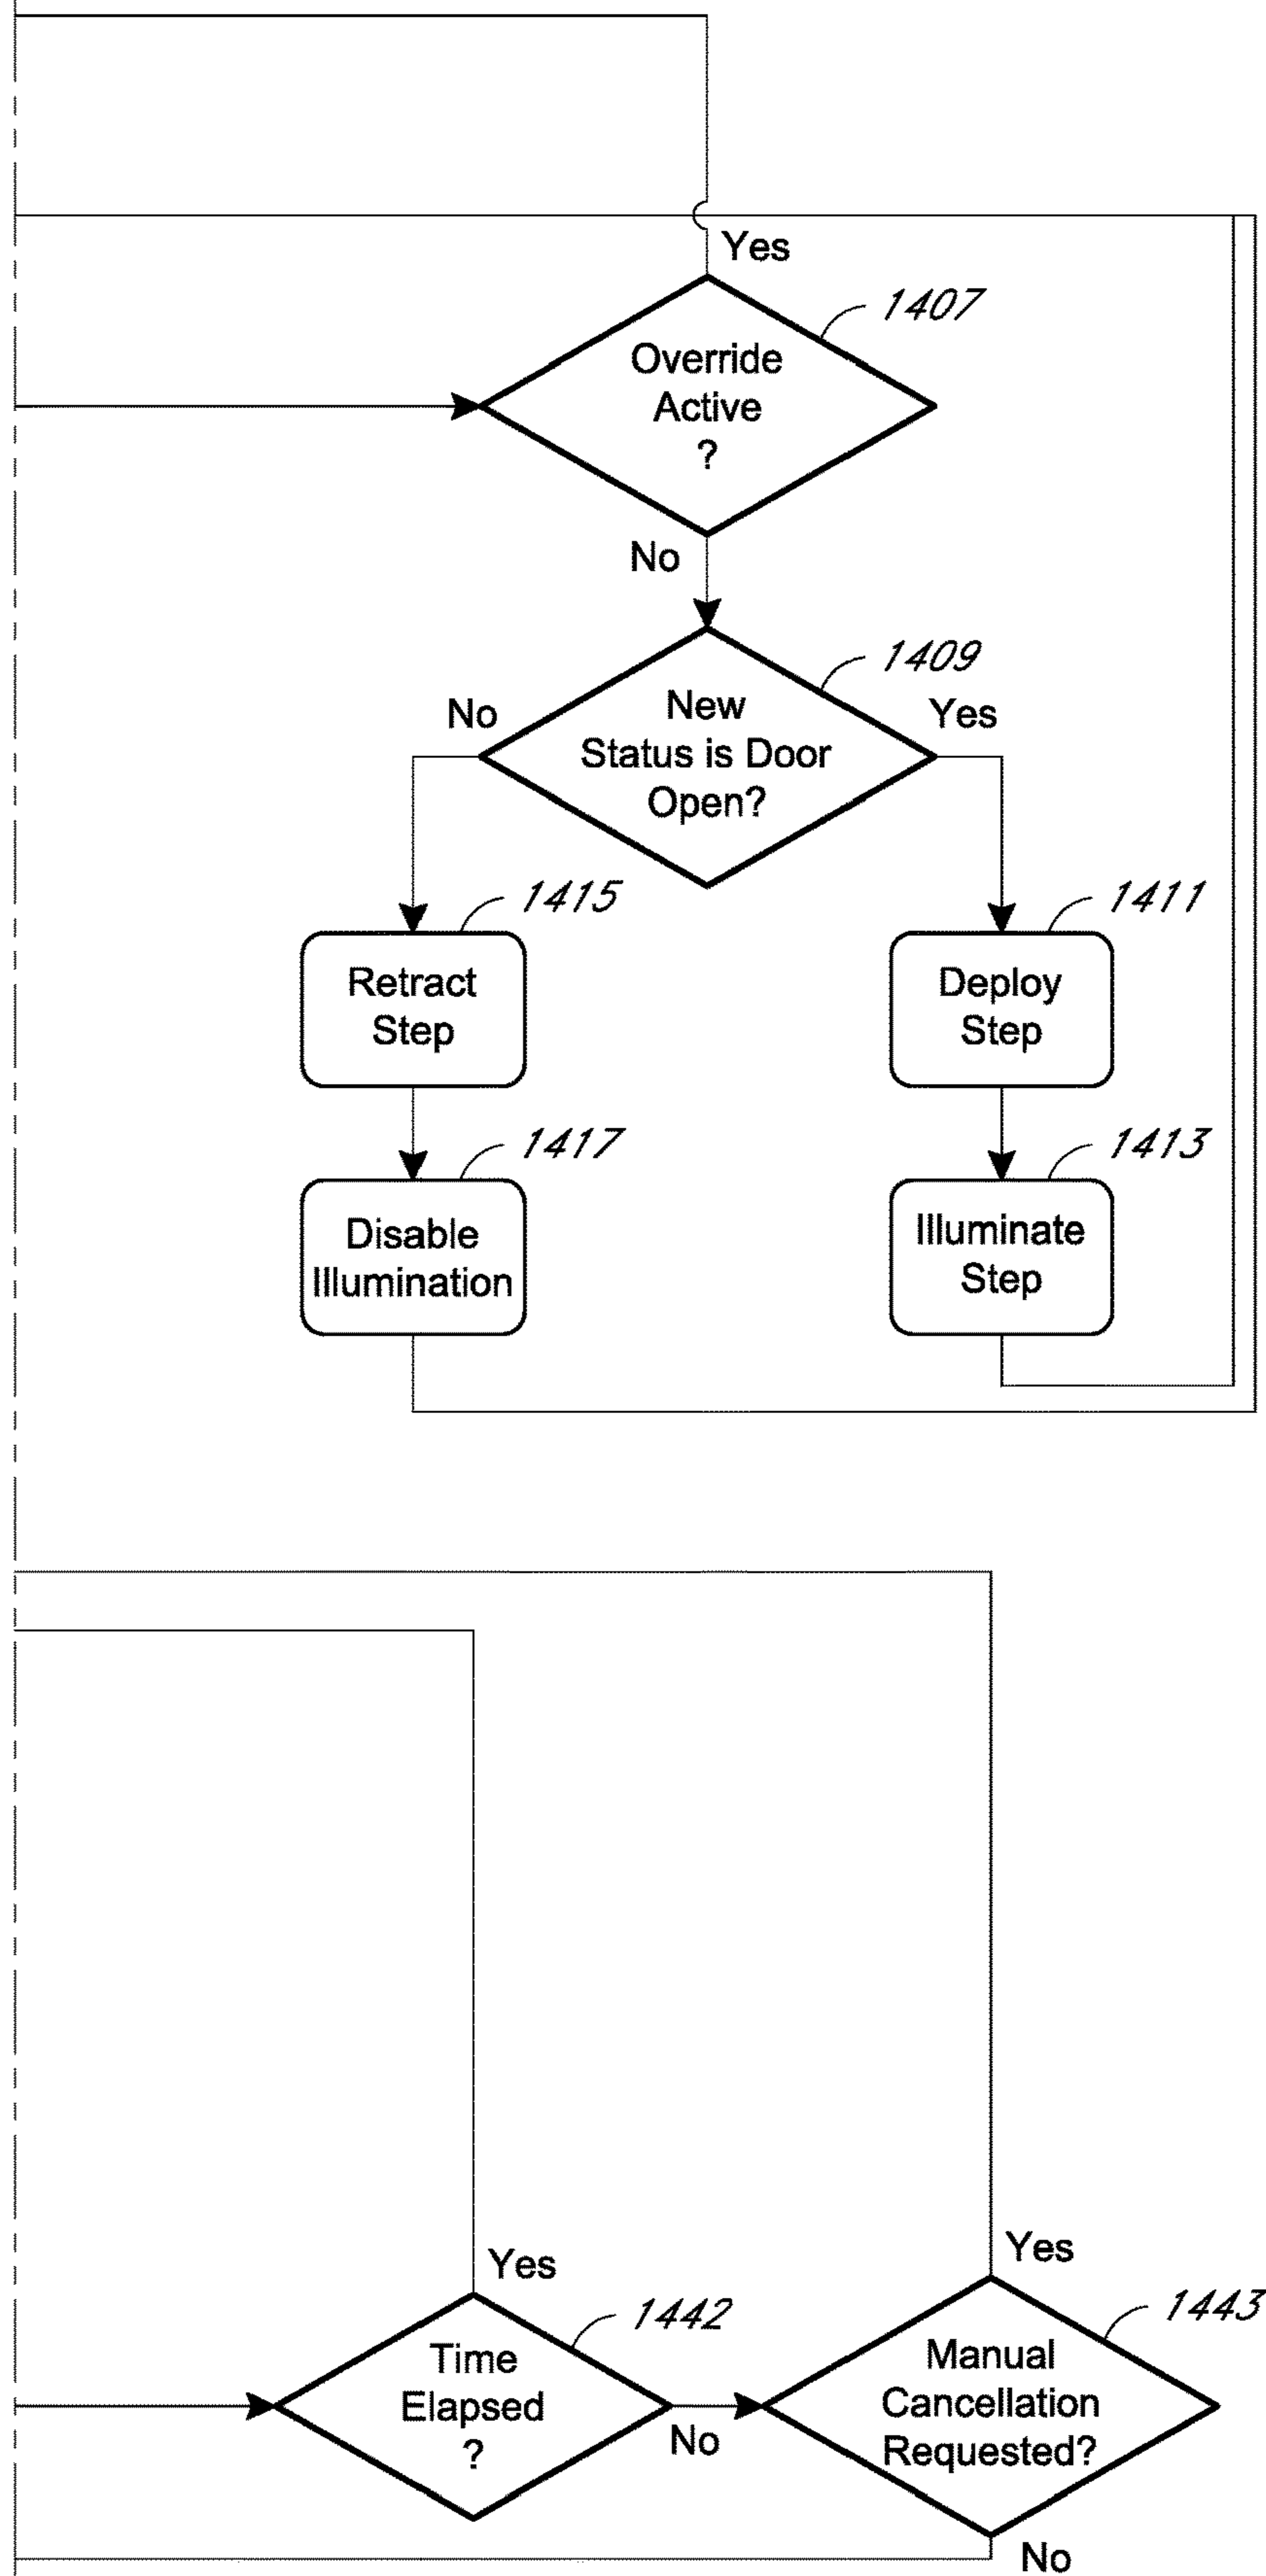 Yes
1407
Override
Active
?
No
1409
New
Status is Door
Open?
No
Yes
1415
1411
Retract
Step
Deploy
Step
1417
1413
Disable
Illumination
Illuminate
Step
Yes
Yes
1442
1443
Time
Elapsed
?
No
Manual
Cancellation
Requested?
No